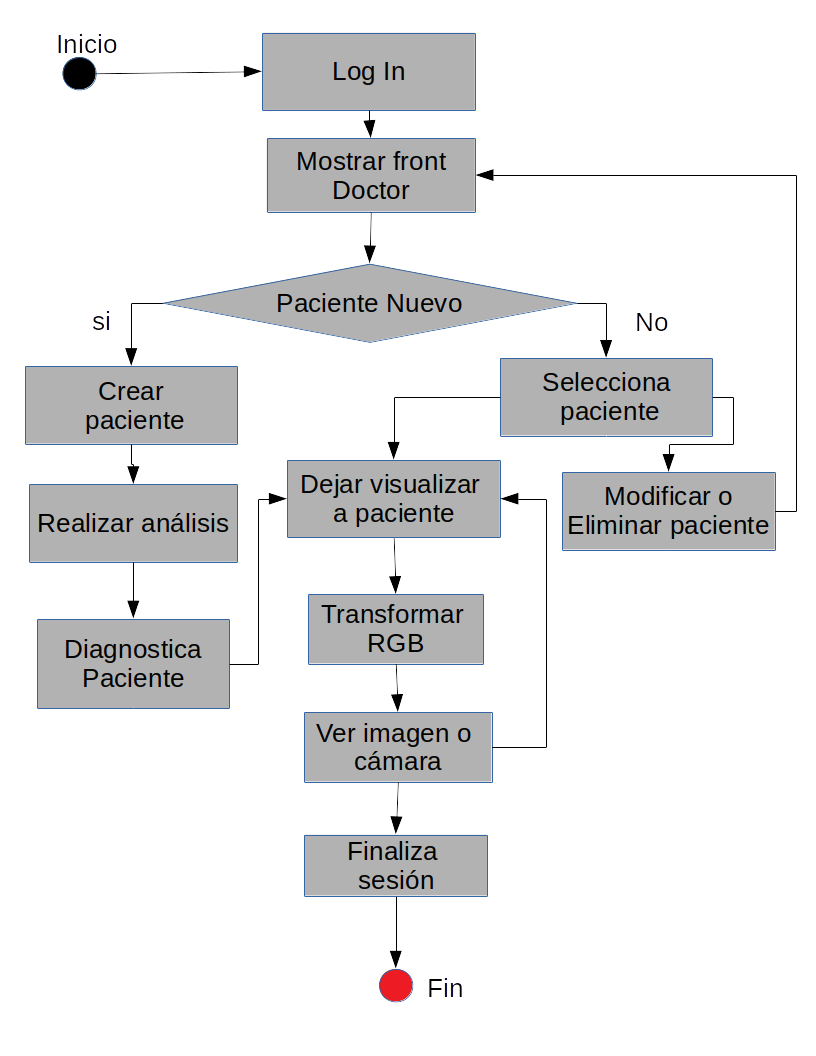 Inicio
Log In
Mostrar front
Doctor
Paciente Nuevo
si
No
Crear
paciente
Selecciona
paciente
Realizar análisis
Dejar visualizar
a paciente
Modificar o
Eliminar paciente
Diagnostica
Paciente
Transformar
RGB
Ver imagen o
cámara
Finaliza
sesión
Fin